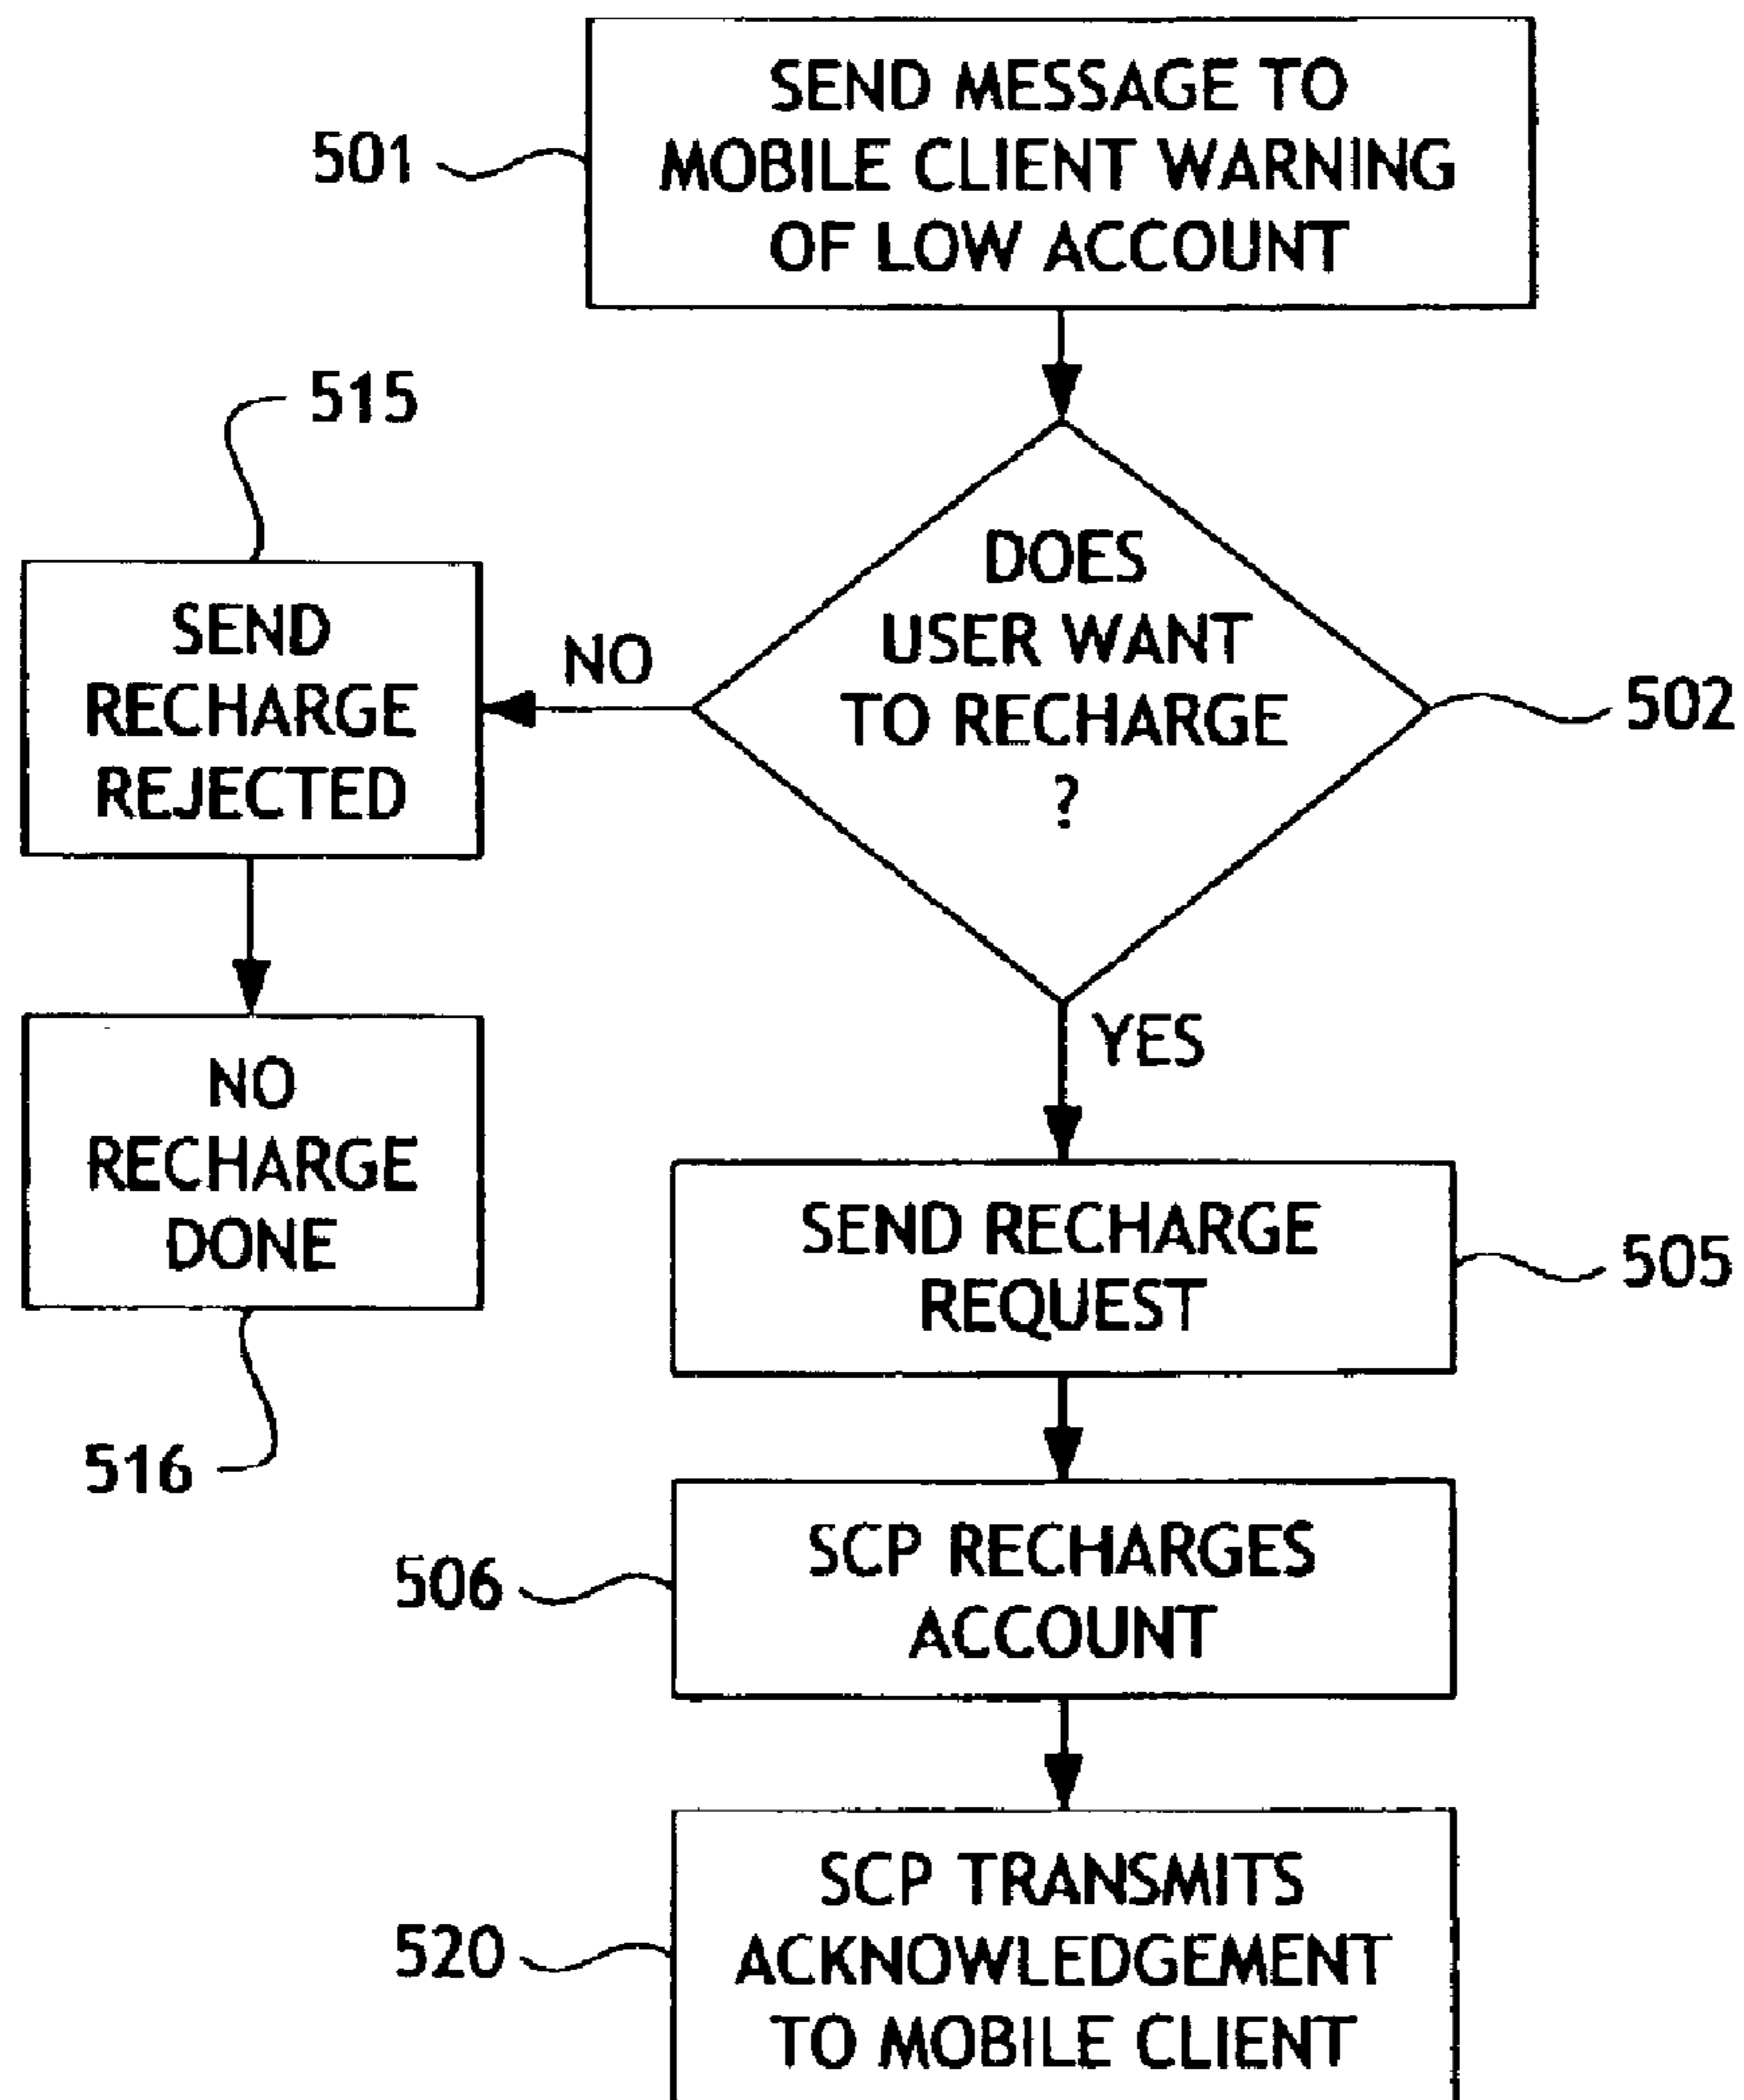 SEND MESSAGE TO
MOBILE CLIENT WARNING
OF LOW ACCOUNT
501
515
DOES
USER WANT
TO RECHARGE
?
502
NO
SEND
RECHARGE
REJECTED
YES
NO
RECHARGE
DONE
516
SEND RECHARGE
REQUEST
505
SCP RECHARGES
ACCOUNT
506
SCP TRANSMITS
ACKNOWLEDGEMENT
TO MOBILE CLIENT
520